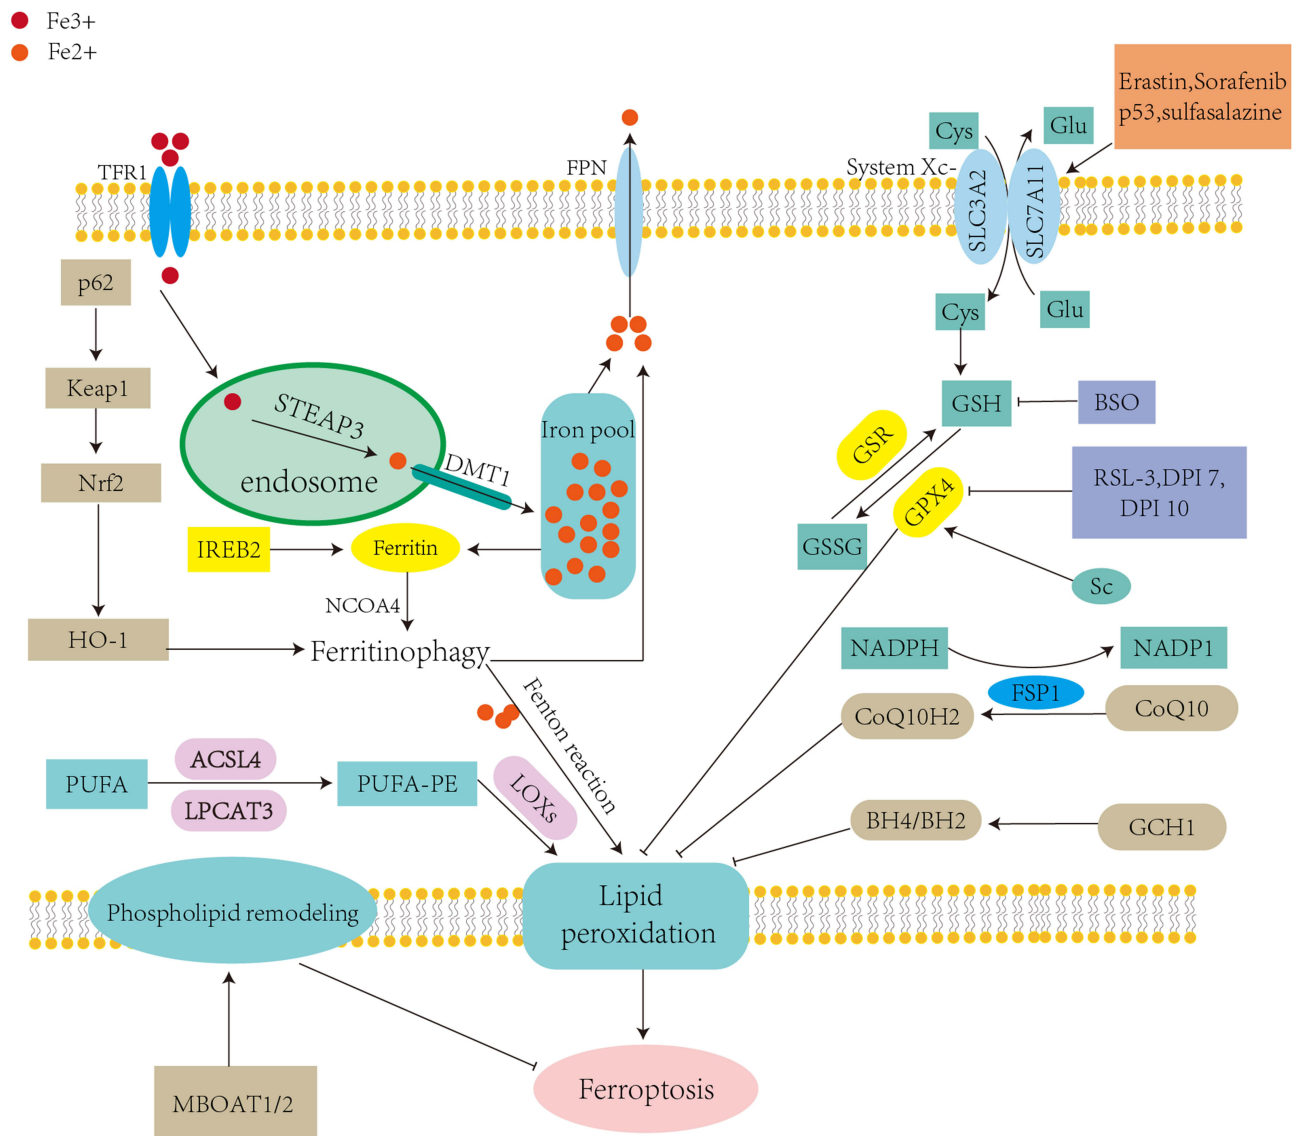 Fe3+
Fe2+
Erastin,Sorafenib
p53,sulfasalazine
Cys
Glu
TFR1
FPN
System Xc-
SLC3A2
SLC7A11
p62
Cys
Glu
Keap1
STEAP3
Iron pool
GSH
BSO
GSR
DMT1
endosome
Nrf2
GPX4
RSL-3,DPI 7,
DPI 10
IREB2
Ferritin
GSSG
Sc
NCOA4
HO-1
Ferritinophagy
NADPH
NADP1
FSP1
CoQ10H2
CoQ10
Fenton reaction
ACSL4
PUFA
PUFA-PE
LOXs
LPCAT3
BH4/BH2
GCH1
Phospholipid remodeling
Lipid
peroxidation
MBOAT1/2
Ferroptosis